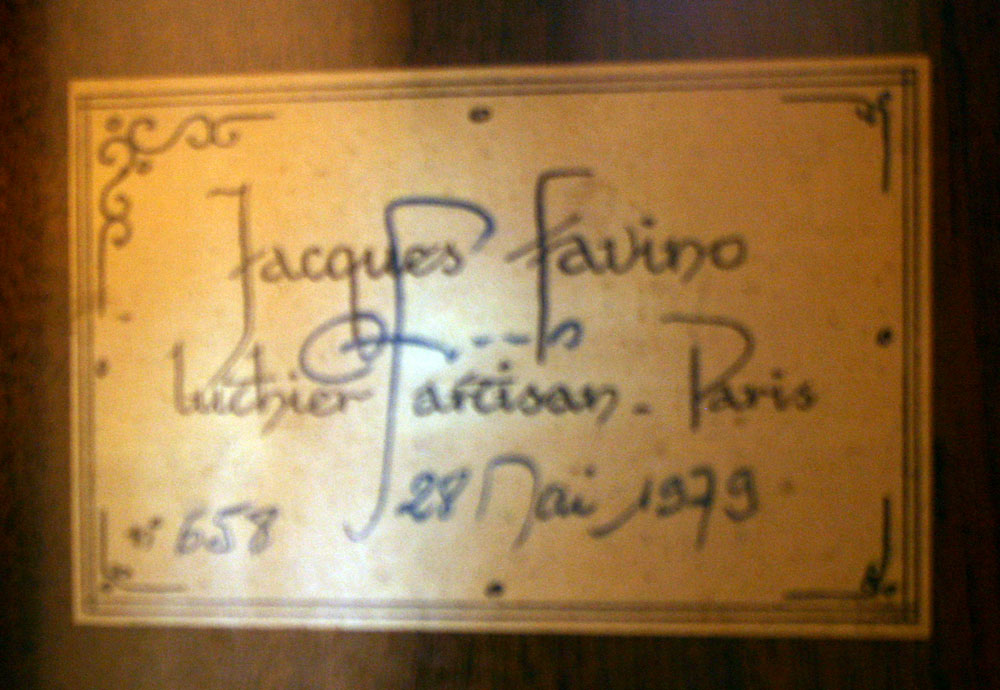 Jacques Favino
Luthier artisan - Paris
28 Mai 1979
n° 658